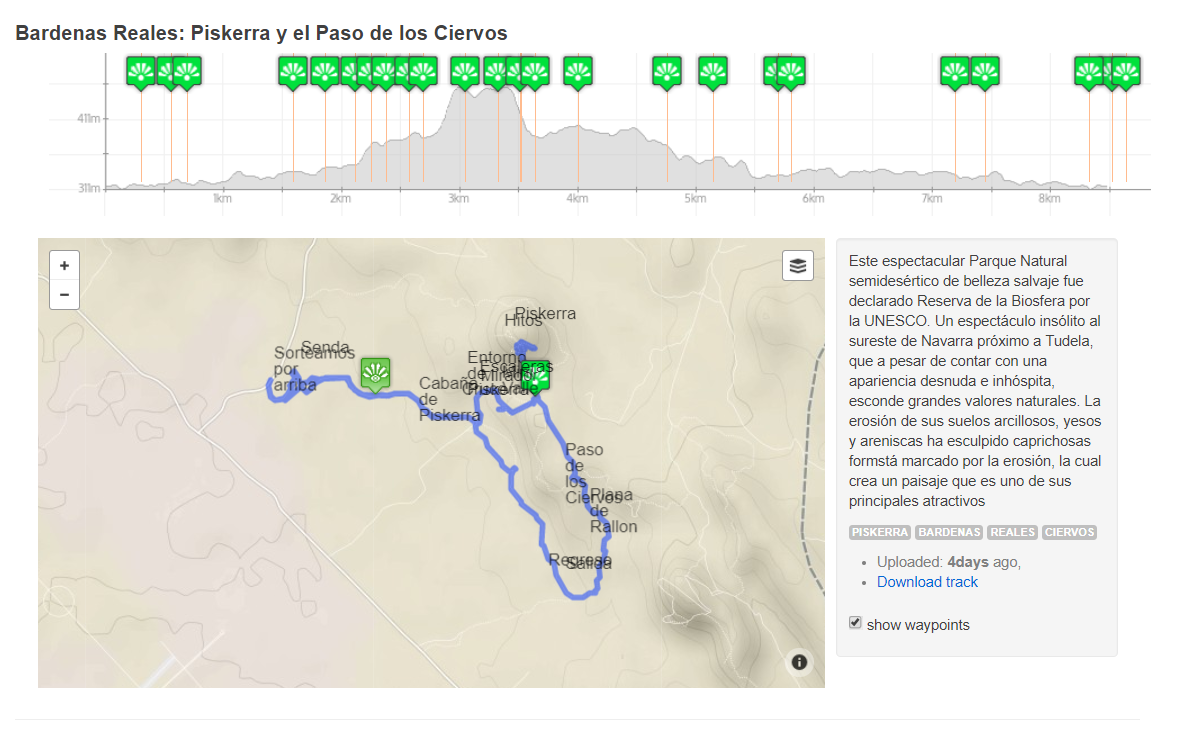 Bardenas Reales: Piskerra y el Paso de los Ciervos
411m
311m
1km
2km
3km
4km
5km
6km
7km
8km
+
−
Piskerra
Hitos
Senda
Sorteamos
por
arriba
Entorno
de
Escaleras
Mirador
Valle
Cabaña
de
Piskerra
Paso
de
los
Ciervos
Plana
de
Rallon
Regreso
Salida
Este espectacular Parque Natural
semidesértico de belleza salvaje fue
declarado Reserva de la Biosfera por
la UNESCO. Un espectáculo insólito al
sureste de Navarra próximo a Tudela,
que a pesar de contar con una
apariencia desnuda e inhóspita,
esconde grandes valores naturales. La
erosión de sus suelos arcillosos, yesos
y areniscas ha esculpido caprichosas
formstá marcado por la erosión, la cual
crea un paisaje que es uno de sus
principales atractivos
PISKERRA BARDENAS REALES CIERVOS
Uploaded: 4days ago,
Download track
show waypoints